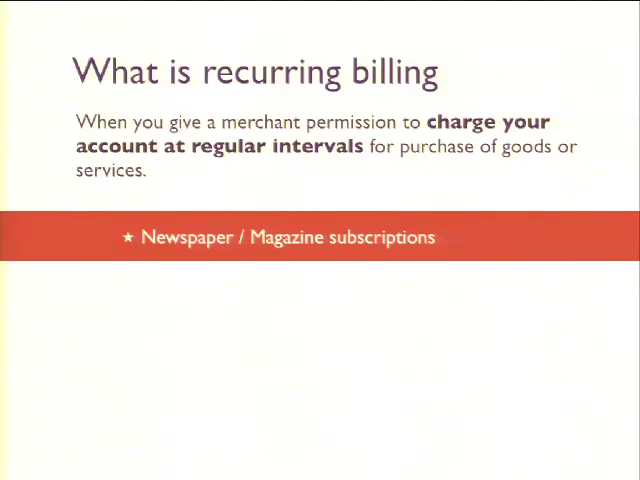 What is recurring billing
When you give a merchant permission to charge your
account at regular intervals for purchase of goods or
services.
★ Newspaper / Magazine subscriptions